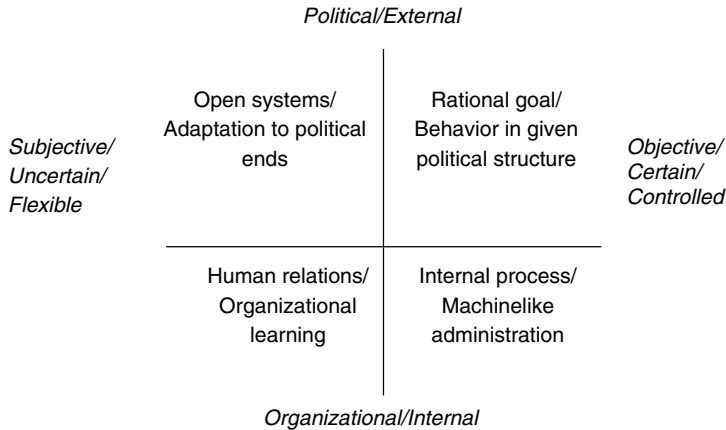 Political/External
Open systems/
Adaptation to political
ends
Rational goal/
Behavior in given
political structure
Subjective/
Uncertain/
Flexible
Objective/
Certain/
Controlled
Human relations/
Organizational
learning
Internal process/
Machinelike
administration
Organizational/Internal